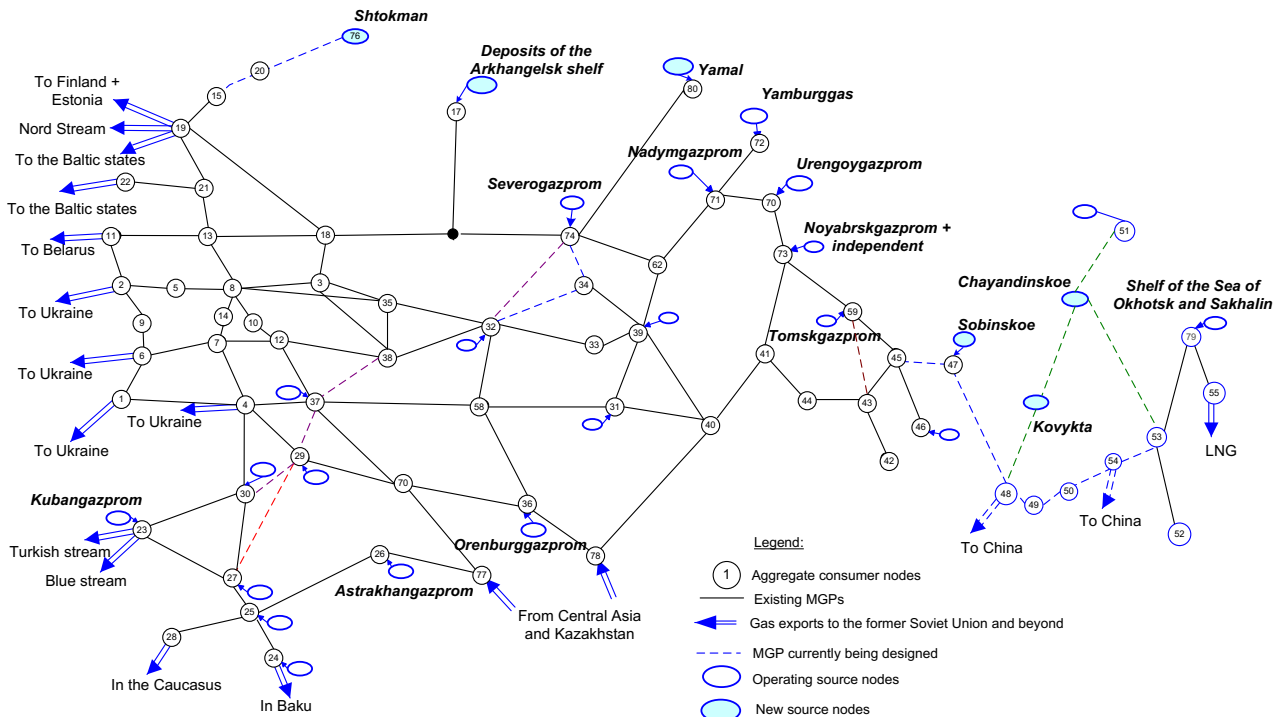 Shtokman
76
Deposits of the
Arkhangelsk shelf
20
Yamal
To Finland +
Estonia
15
17
80
Yamburggas
19
Nord Stream
72
To the Baltic states
Nadymgazprom
Urengoygazprom
22
21
Severogazprom
71
70
To the Baltic states
Noyabrskgazprom +
independent
51
11
13
18
74
To Belarus
73
62
Chayandinskoe
Shelf of the Sea of
Okhotsk and Sakhalin
2
5
8
3
34
35
To Ukraine
59
Sobinskoe
14
10
9
32
Tomskgazprom
39
79
7
12
33
6
38
41
45
47
To Ukraine
55
1
4
37
58
31
44
43
46
Kovykta
To Ukraine
40
53
To Ukraine
LNG
29
42
54
30
70
48
50
49
Kubangazprom
36
To China
23
52
Turkish stream
Orenburggazprom
To China
Blue stream
26
78
Legend:
27
77
Astrakhangazprom
1
Aggregate consumer nodes
Existing MGPs
From Central Asia
and Kazakhstan
25
Gas exports to the former Soviet Union and beyond
28
24
MGP currently being designed
In the Caucasus
Operating source nodes
In Baku
New source nodes